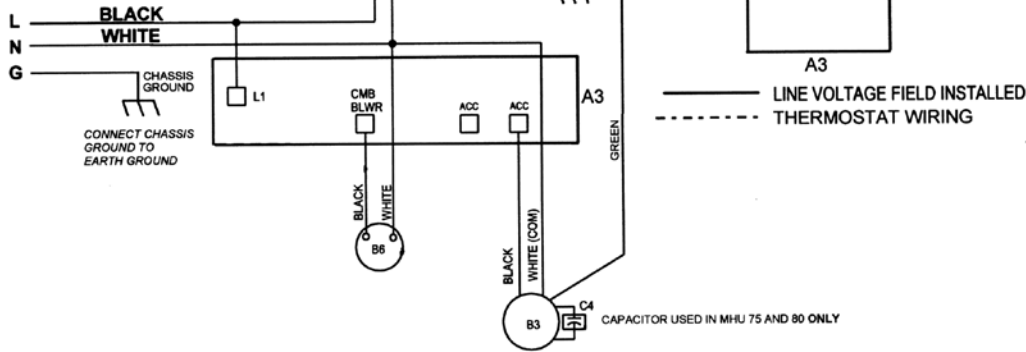 L
BLACK
N
WHITE
G
CHASSIS
GROUND
CONNECT CHASSIS
GROUND TO
EARTH GROUND
L1
CMB
BLWR
ACC
ACC
A3
BLACK
WHITE
B6
BLACK
WHITE (COM)
GREEN
B3
C4
CAPACITOR USED IN MHU 75 AND 80 ONLY
A3
LINE VOLTAGE FIELD INSTALLED
THERMOSTAT WIRING